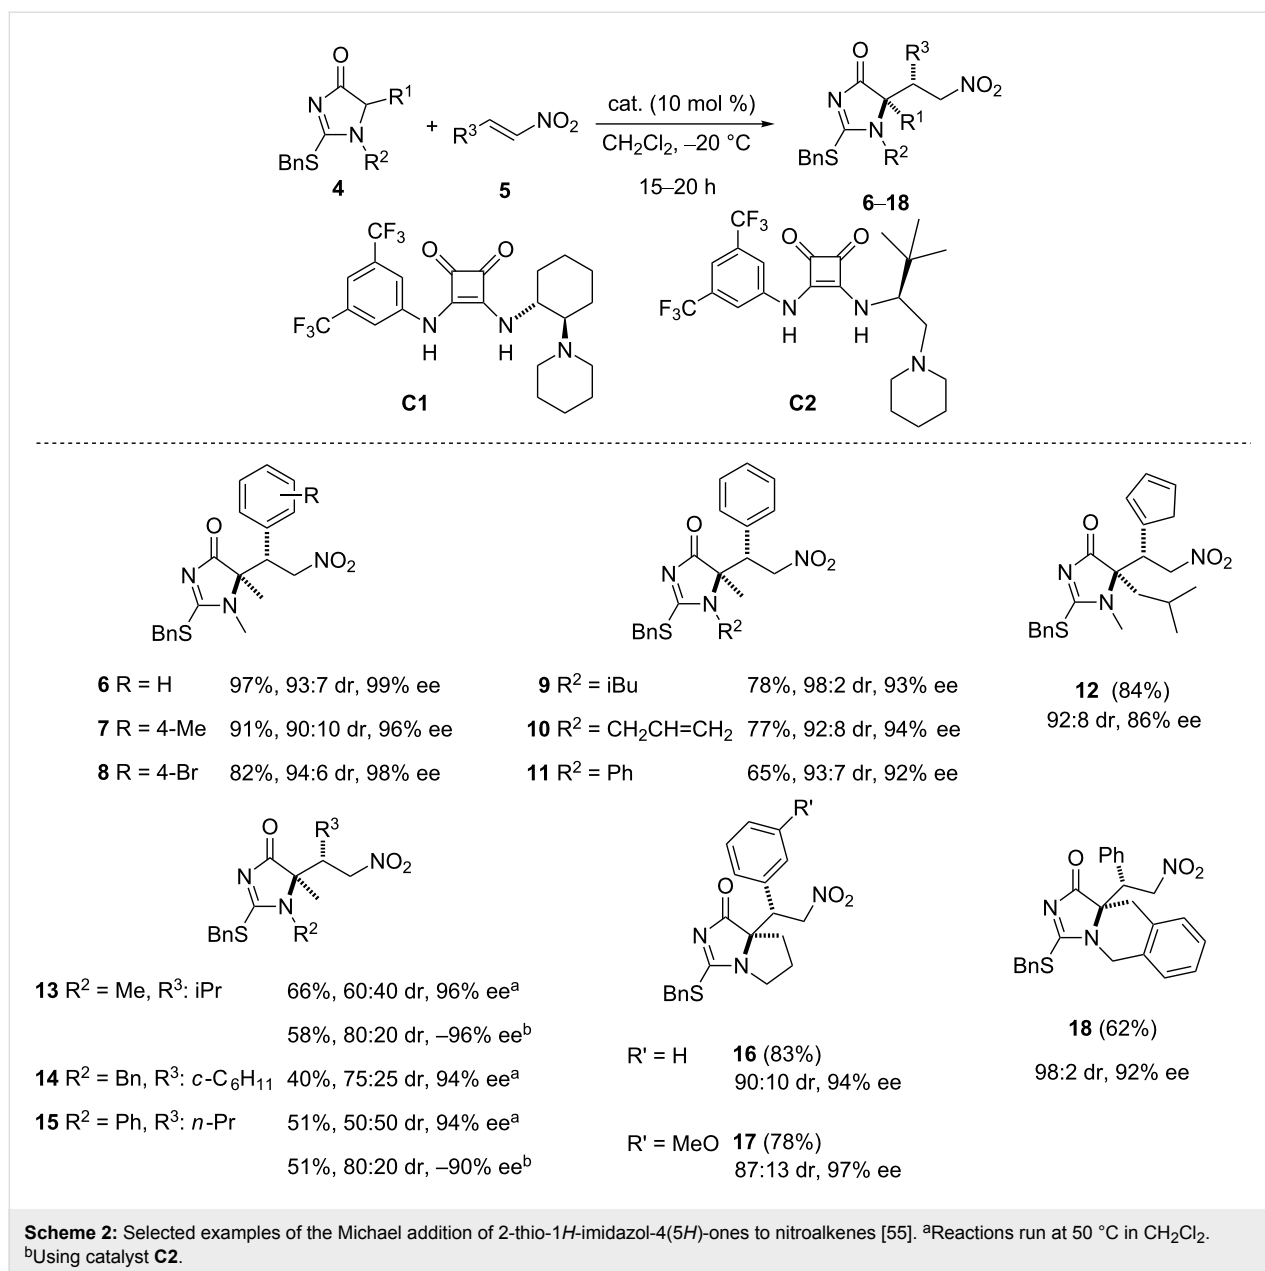 O
R³
O
N
R¹
N
BnS
R²
4
+
R³
NO₂
5
cat. (10 mol %)
CH₂Cl₂, –20 °C
15–20 h
O
R³
NO₂
N
R¹
N
BnS
R²
6–18
CF₃
O
O
F₃C
N
H
N
H
N
C1
CF₃
O
O
F₃C
N
H
N
H
N
C2
R
O
NO₂
N
N
BnS
6 R = H 97%, 93:7 dr, 99% ee
7 R = 4-Me 91%, 90:10 dr, 96% ee
8 R = 4-Br 82%, 94:6 dr, 98% ee
O
NO₂
N
N
BnS
R²
9 R² = iBu 78%, 98:2 dr, 93% ee
10 R² = CH₂CH=CH₂ 77%, 92:8 dr, 94% ee
11 R² = Ph 65%, 93:7 dr, 92% ee
O
NO₂
N
N
BnS
12 (84%)
92:8 dr, 86% ee
O
R³
NO₂
N
N
BnS
R²
13 R² = Me, R³: iPr 66%, 60:40 dr, 96% eeᵃ
58%, 80:20 dr, –96% eeᵇ
14 R² = Bn, R³: c-C₆H₁₁ 40%, 75:25 dr, 94% eeᵃ
15 R² = Ph, R³: n-Pr 51%, 50:50 dr, 94% eeᵃ
51%, 80:20 dr, –90% eeᵇ
R'
O
NO₂
N
N
BnS
R' = H 16 (83%)
90:10 dr, 94% ee
R' = MeO 17 (78%)
87:13 dr, 97% ee
O
Ph
NO₂
N
N
BnS
18 (62%)
98:2 dr, 92% ee
Scheme 2: Selected examples of the Michael addition of 2-thio-1H-imidazol-4(5H)-ones to nitroalkenes [55]. ᵃReactions run at 50 °C in CH₂Cl₂.
ᵇUsing catalyst C2.